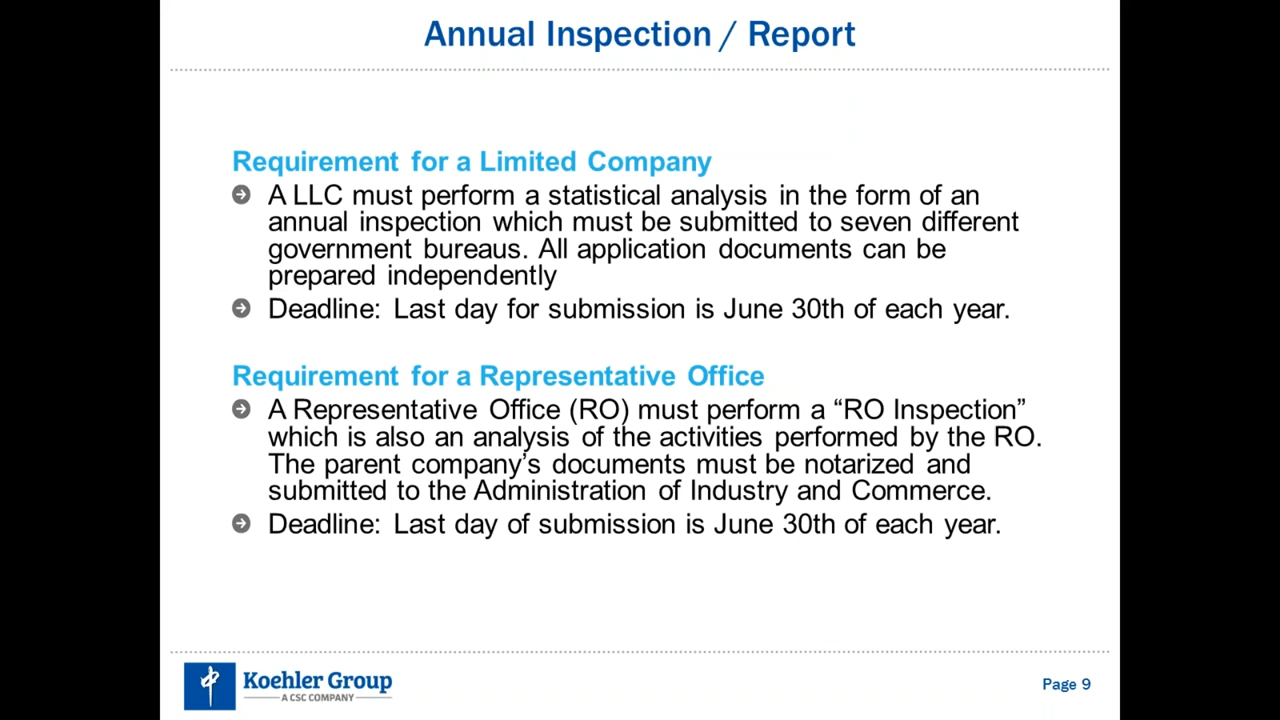 Annual Inspection / Report
Requirement for a Limited Company
A LLC must perform a statistical analysis in the form of an
annual inspection which must be submitted to seven different
government bureaus. All application documents can be
prepared independently
Deadline: Last day for submission is June 30th of each year.
Requirement for a Representative Office
A Representative Office (RO) must perform a “RO Inspection”
which is also an analysis of the activities performed by the RO.
The parent company’s documents must be notarized and
submitted to the Administration of Industry and Commerce.
Deadline: Last day of submission is June 30th of each year.
Koehler Group
A CSC COMPANY
Page 9